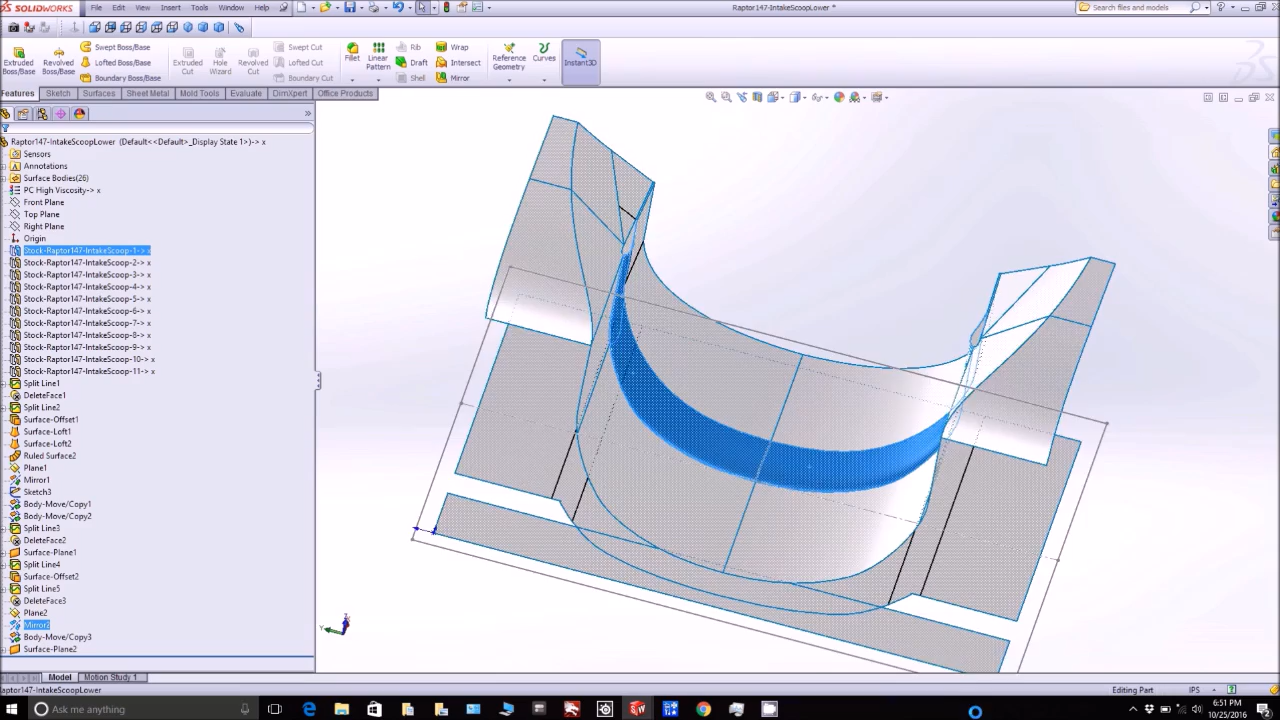 SOLIDWORKS File Edit View Insert Tools Window Help Raptor147-IntakeScoopLower * Search files and models
Extruded Boss/Base
Revolved Boss/Base
Swept Boss/Base
Lofted Boss/Base
Boundary Boss/Base
Extruded Cut
Hole Wizard
Revolved Cut
Swept Cut
Lofted Cut
Boundary Cut
Fillet
Linear Pattern
Rib
Draft
Shell
Wrap
Intersect
Mirror
Reference Geometry
Curves
Instant3D
Features Sketch Surfaces Sheet Metal Mold Tools Evaluate DimXpert Office Products
Raptor147-IntakeScoopLower (Default<<Default>_Display State 1>)-> x
Sensors
Annotations
Surface Bodies(26)
PC High Viscosity-> x
Front Plane
Top Plane
Right Plane
Origin
Stock-Raptor147-IntakeScoop-1-> x
Stock-Raptor147-IntakeScoop-2-> x
Stock-Raptor147-IntakeScoop-3-> x
Stock-Raptor147-IntakeScoop-4-> x
Stock-Raptor147-IntakeScoop-5-> x
Stock-Raptor147-IntakeScoop-6-> x
Stock-Raptor147-IntakeScoop-7-> x
Stock-Raptor147-IntakeScoop-8-> x
Stock-Raptor147-IntakeScoop-9-> x
Stock-Raptor147-IntakeScoop-10-> x
Stock-Raptor147-IntakeScoop-11-> x
Split Line1
DeleteFace1
Split Line2
Surface-Offset1
Surface-Loft1
Surface-Loft2
Ruled Surface2
Plane1
Mirror1
Sketch3
Body-Move/Copy1
Body-Move/Copy2
Split Line3
DeleteFace2
Surface-Plane1
Split Line4
Surface-Offset2
Split Line5
DeleteFace3
Plane2
Mirror2
Body-Move/Copy3
Surface-Plane2
Y Z
Model Motion Study 1
aptor147-IntakeScoopLower Editing Part IPS
Ask me anything 6:51 PM
10/25/2016